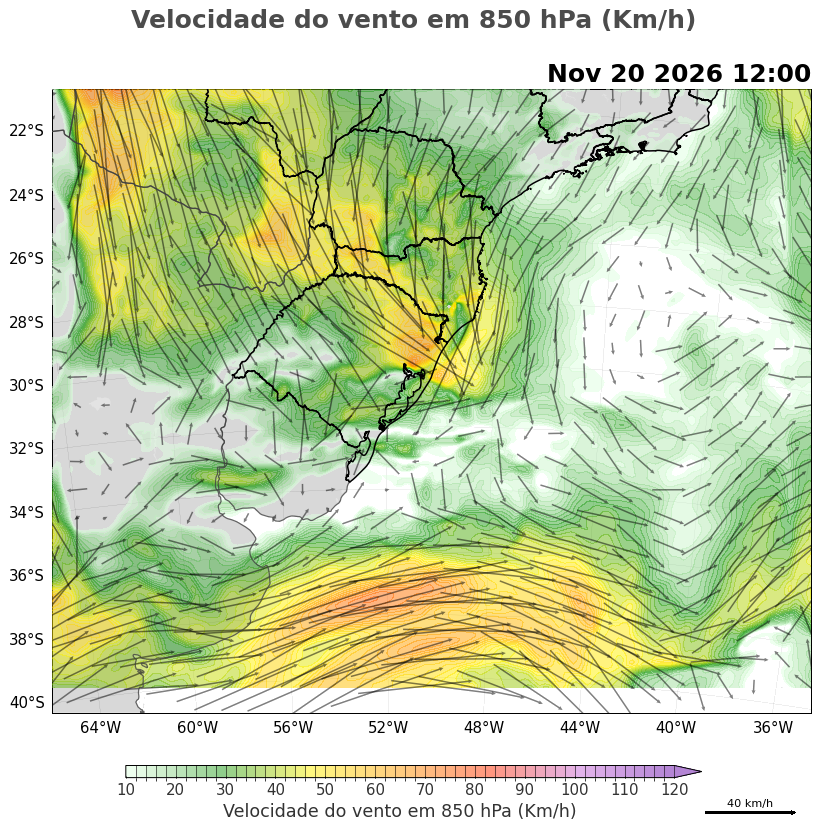 Velocidade do vento em 850 hPa (Km/h)
Nov 20 2026 12:00
22°S
24°S
26°S
28°S
30°S
32°S
34°S
36°S
38°S
40°S
64°W 60°W 56°W 52°W 48°W 44°W 40°W 36°W
10 20 30 40 50 60 70 80 90 100 110 120
Velocidade do vento em 850 hPa (Km/h)
40 km/h